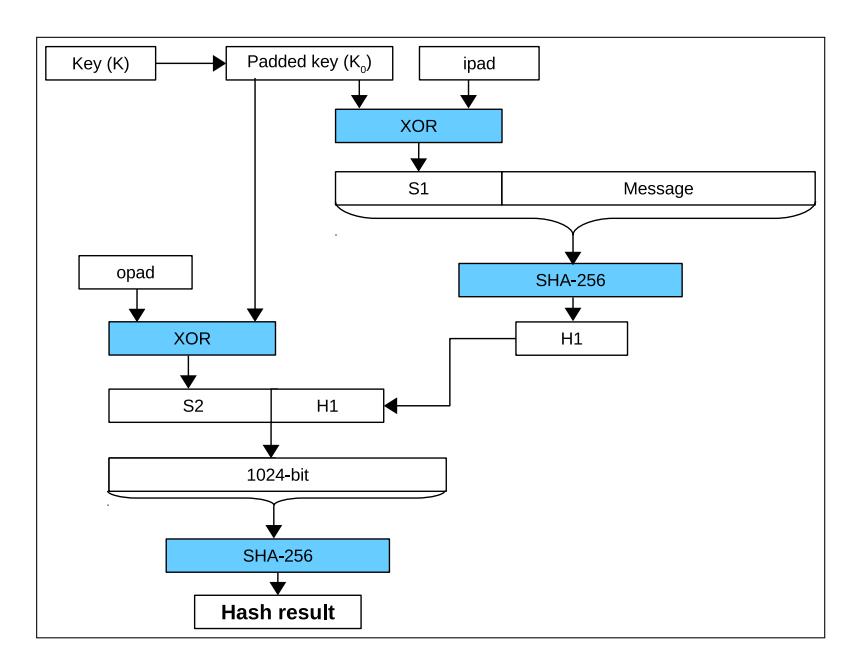 Key (K)
Padded key (K₀)
ipad
XOR
S1
Message
SHA-256
H1
opad
XOR
S2
H1
1024-bit
SHA-256
Hash result